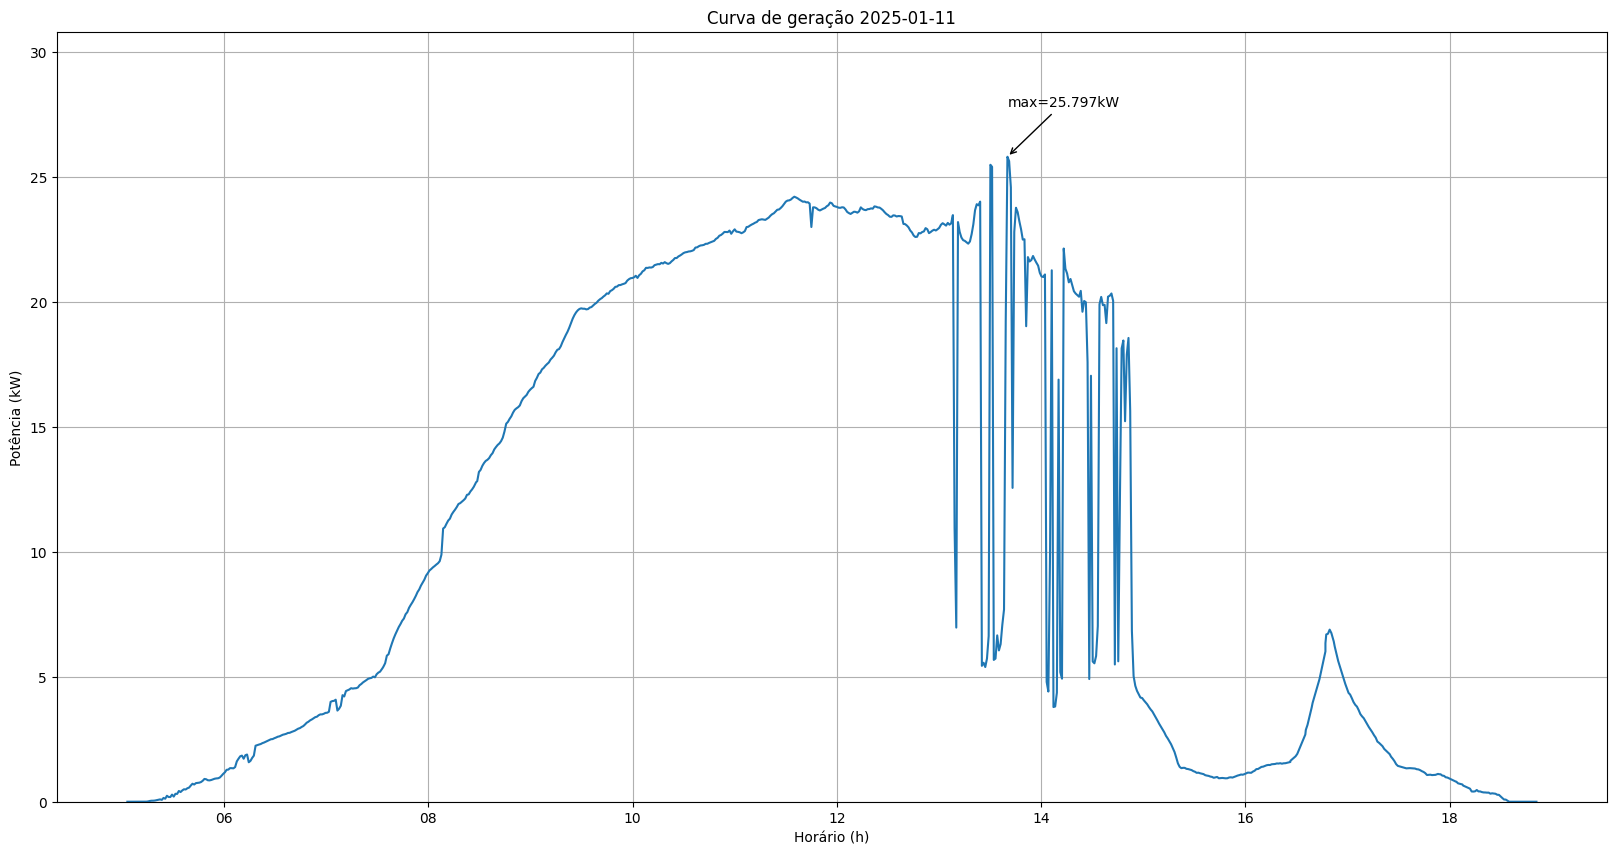 Curva de geração 2025-01-11
30
max=25.797kW
25
20
15
10
5
0
Potência (kW)
06 08 10 12 14 16 18
Horário (h)